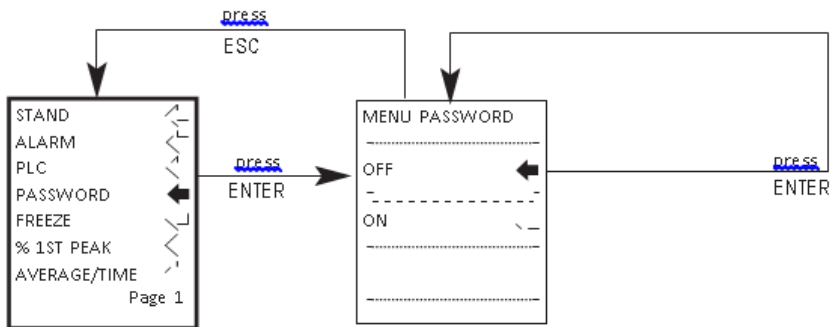 press
ESC
STAND
ALARM
PLC
PASSWORD
FREEZE
% 1ST PEAK
AVERAGE/TIME
Page 1
press
ENTER
MENU PASSWORD
OFF
ON
press
ENTER